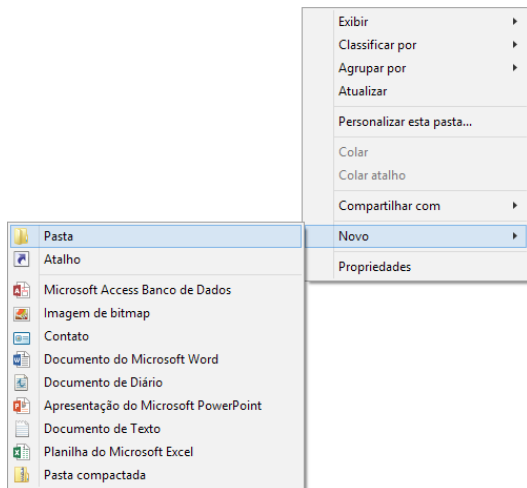 Exibir
Classificar por
Agrupar por
Atualizar
Personalizar esta pasta...
Colar
Colar atalho
Compartilhar com
Novo
Propriedades
Pasta
Atalho
Microsoft Access Banco de Dados
Imagem de bitmap
Contato
Documento do Microsoft Word
Documento de Diário
Apresentação do Microsoft PowerPoint
Documento de Texto
Planilha do Microsoft Excel
Pasta compactada